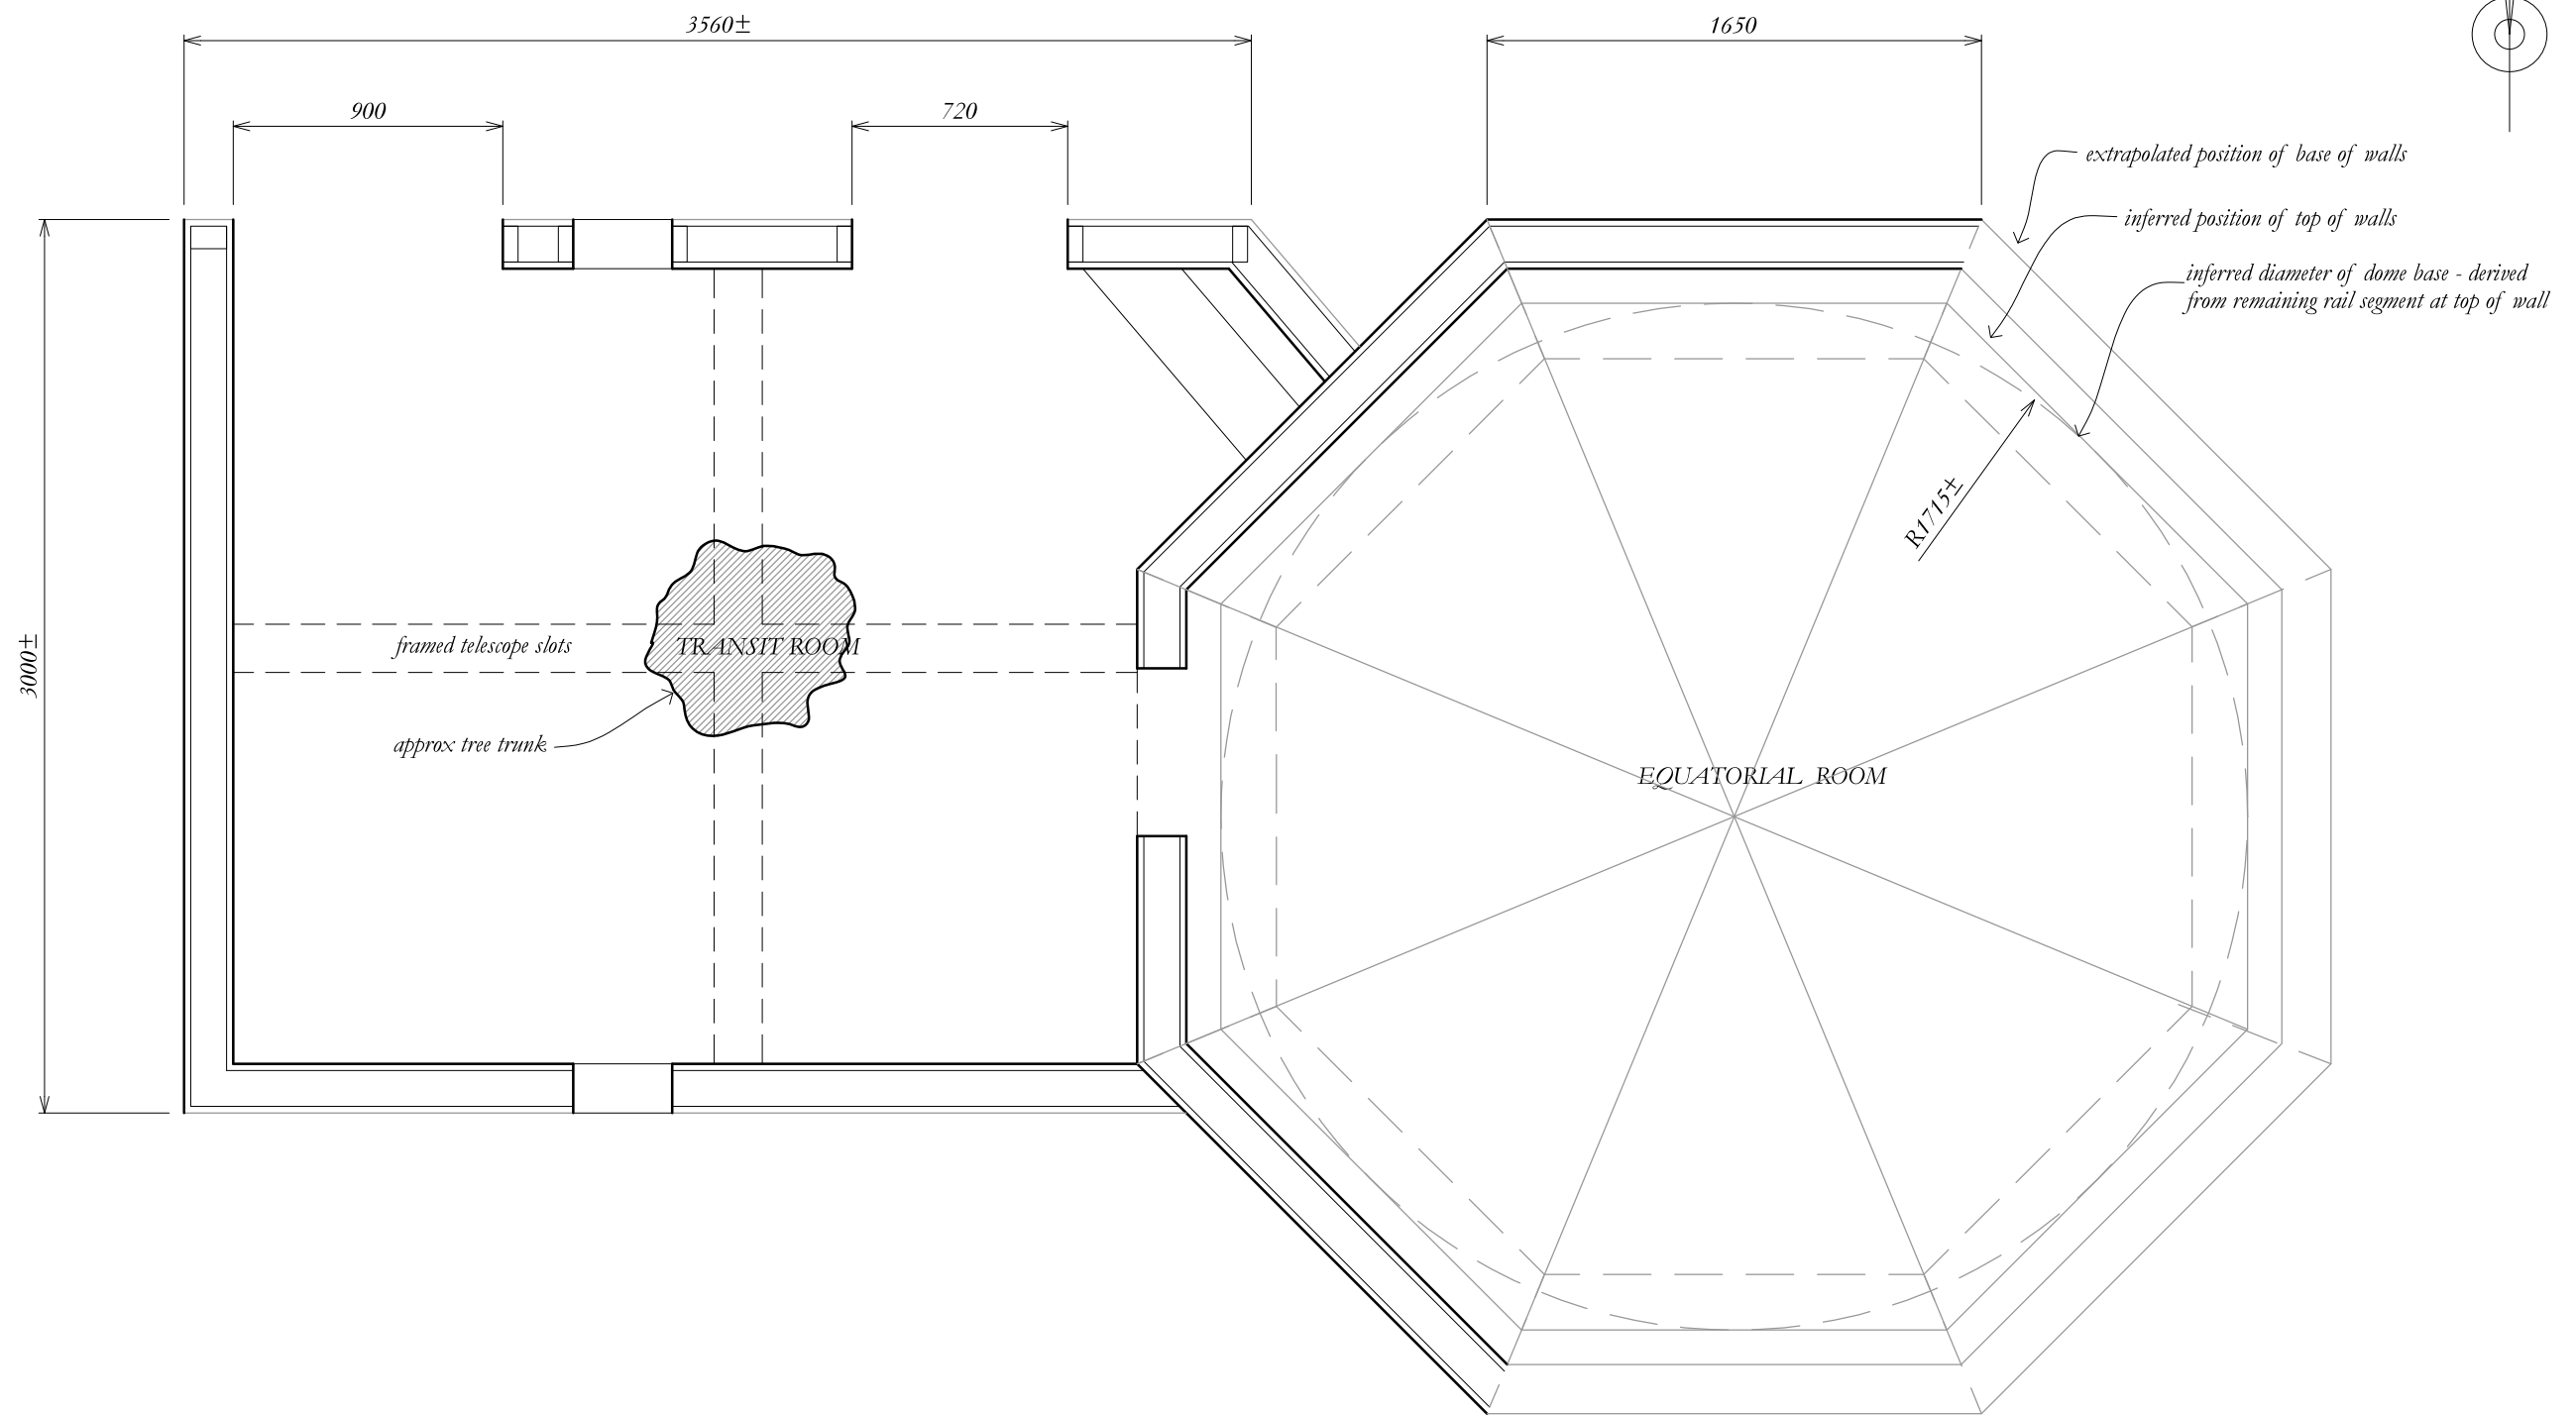 3560±
1650
900
720
extrapolated position of base of walls
inferred position of top of walls
inferred diameter of dome base - derived
from remaining rail segment at top of wall
R1715±
3000±
framed telescope slots
TRANSIT ROOM
approx tree trunk
EQUATORIAL ROOM